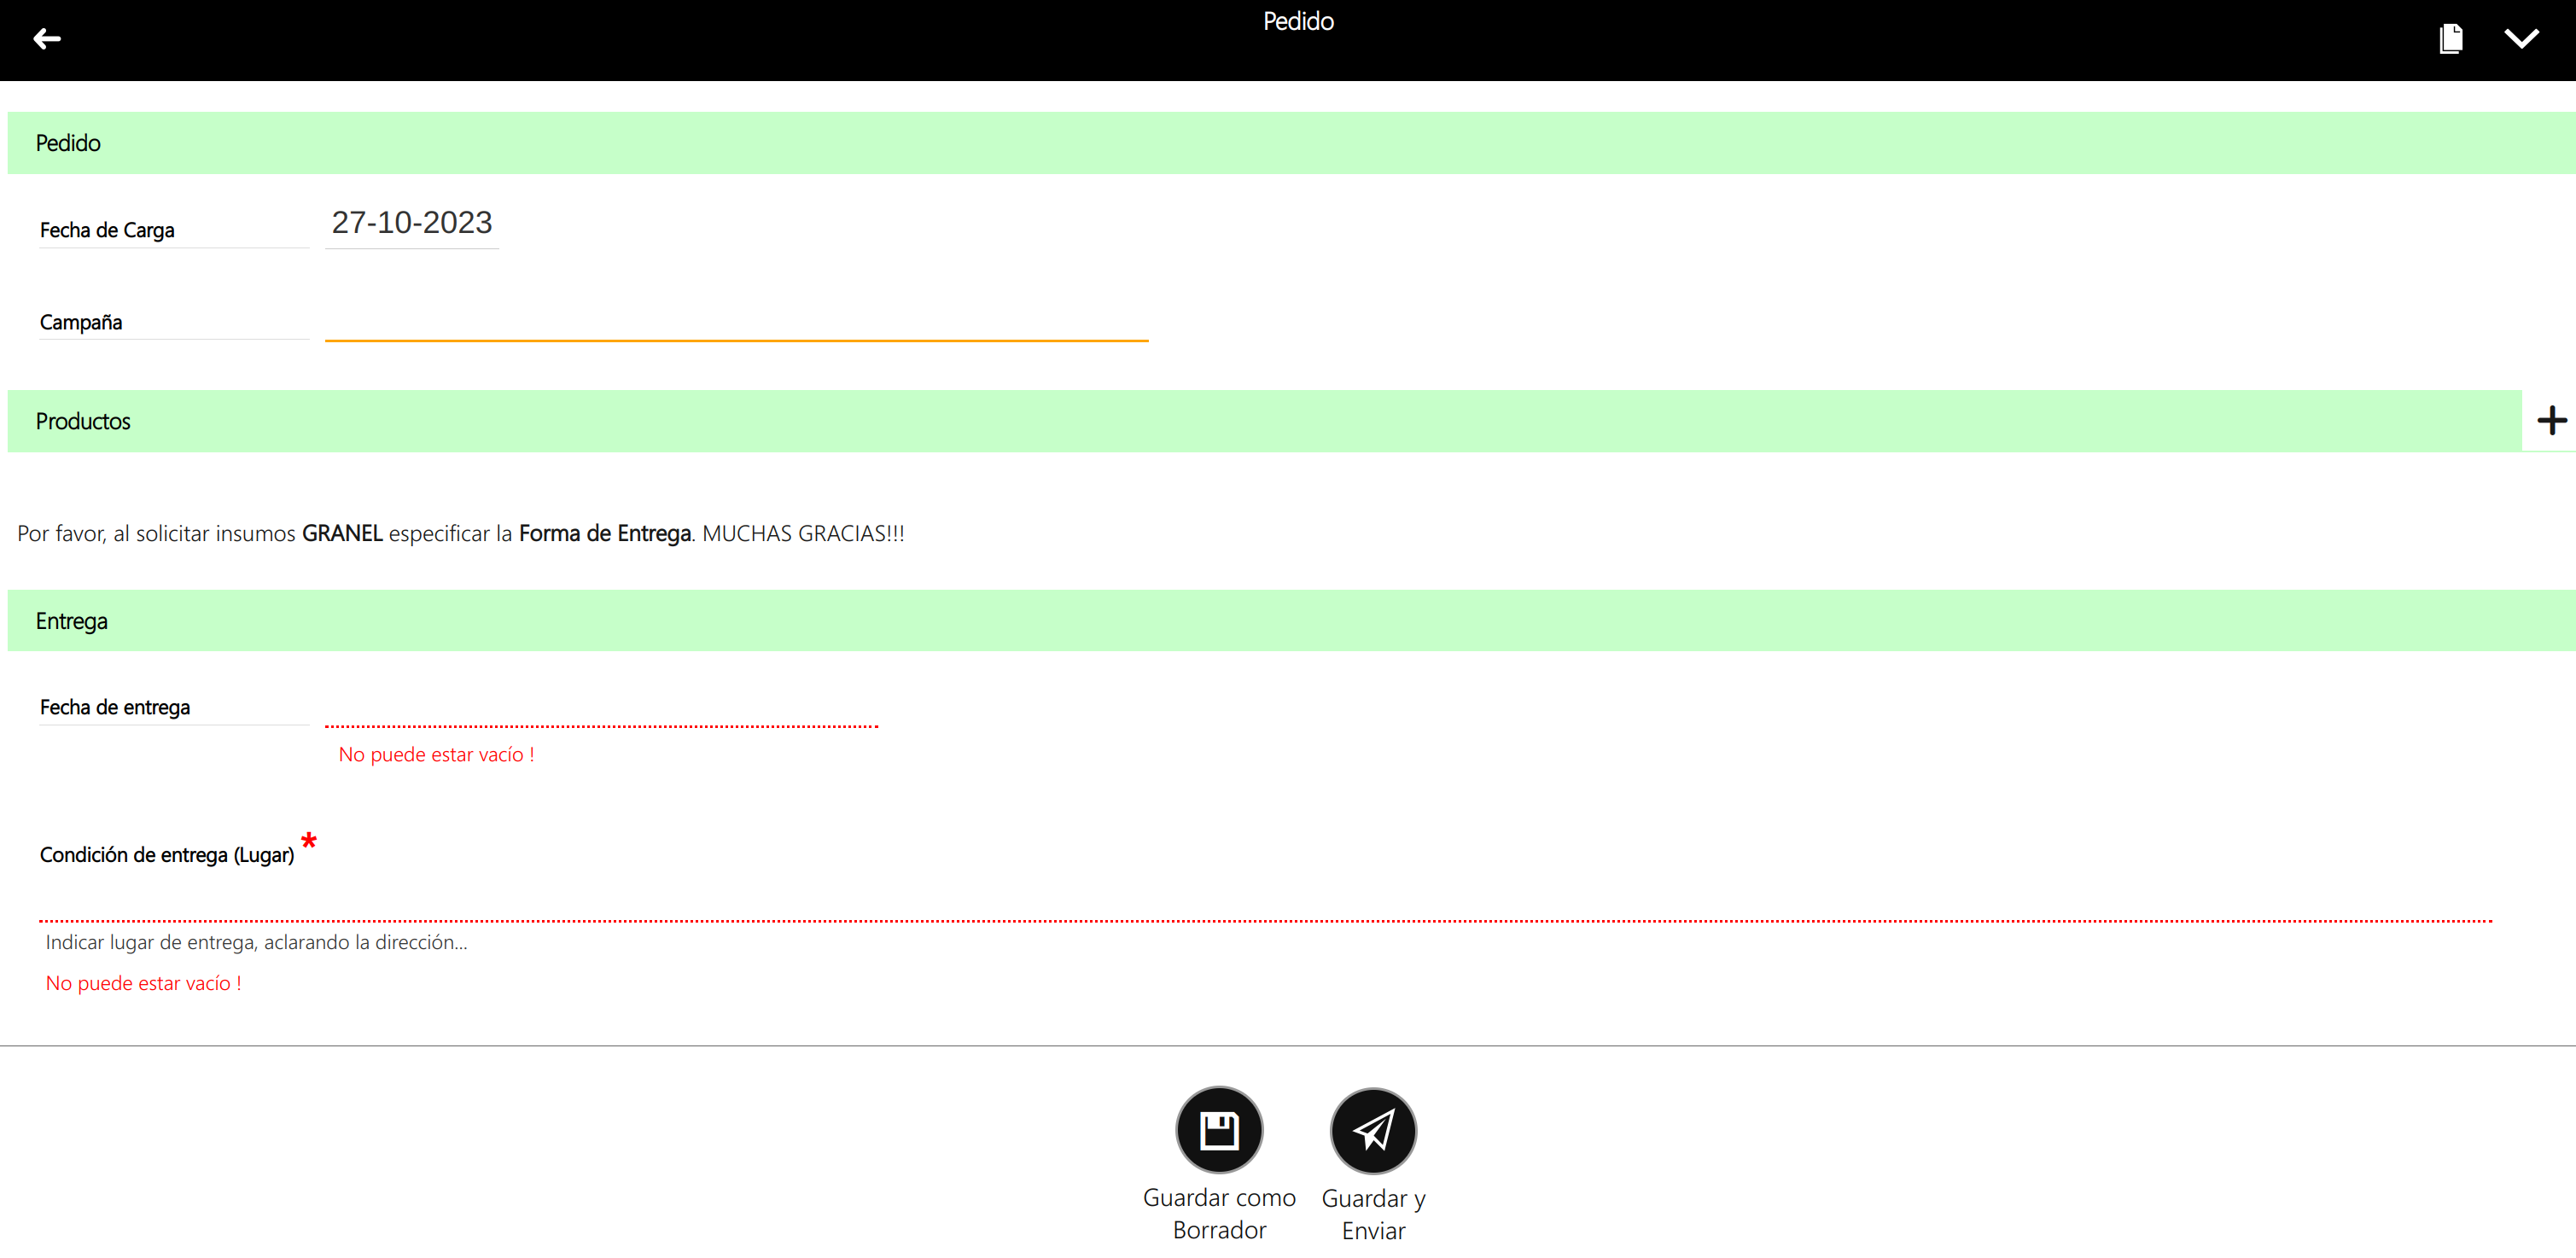 Pedido
Pedido
Fecha de Carga 27-10-2023
Campaña
Productos
Por favor, al solicitar insumos GRANEL especificar la Forma de Entrega. MUCHAS GRACIAS!!!
Entrega
Fecha de entrega
No puede estar vacío !
Condición de entrega (Lugar) *
Indicar lugar de entrega, aclarando la dirección...
No puede estar vacío !
Guardar como
Borrador
Guardar y
Enviar